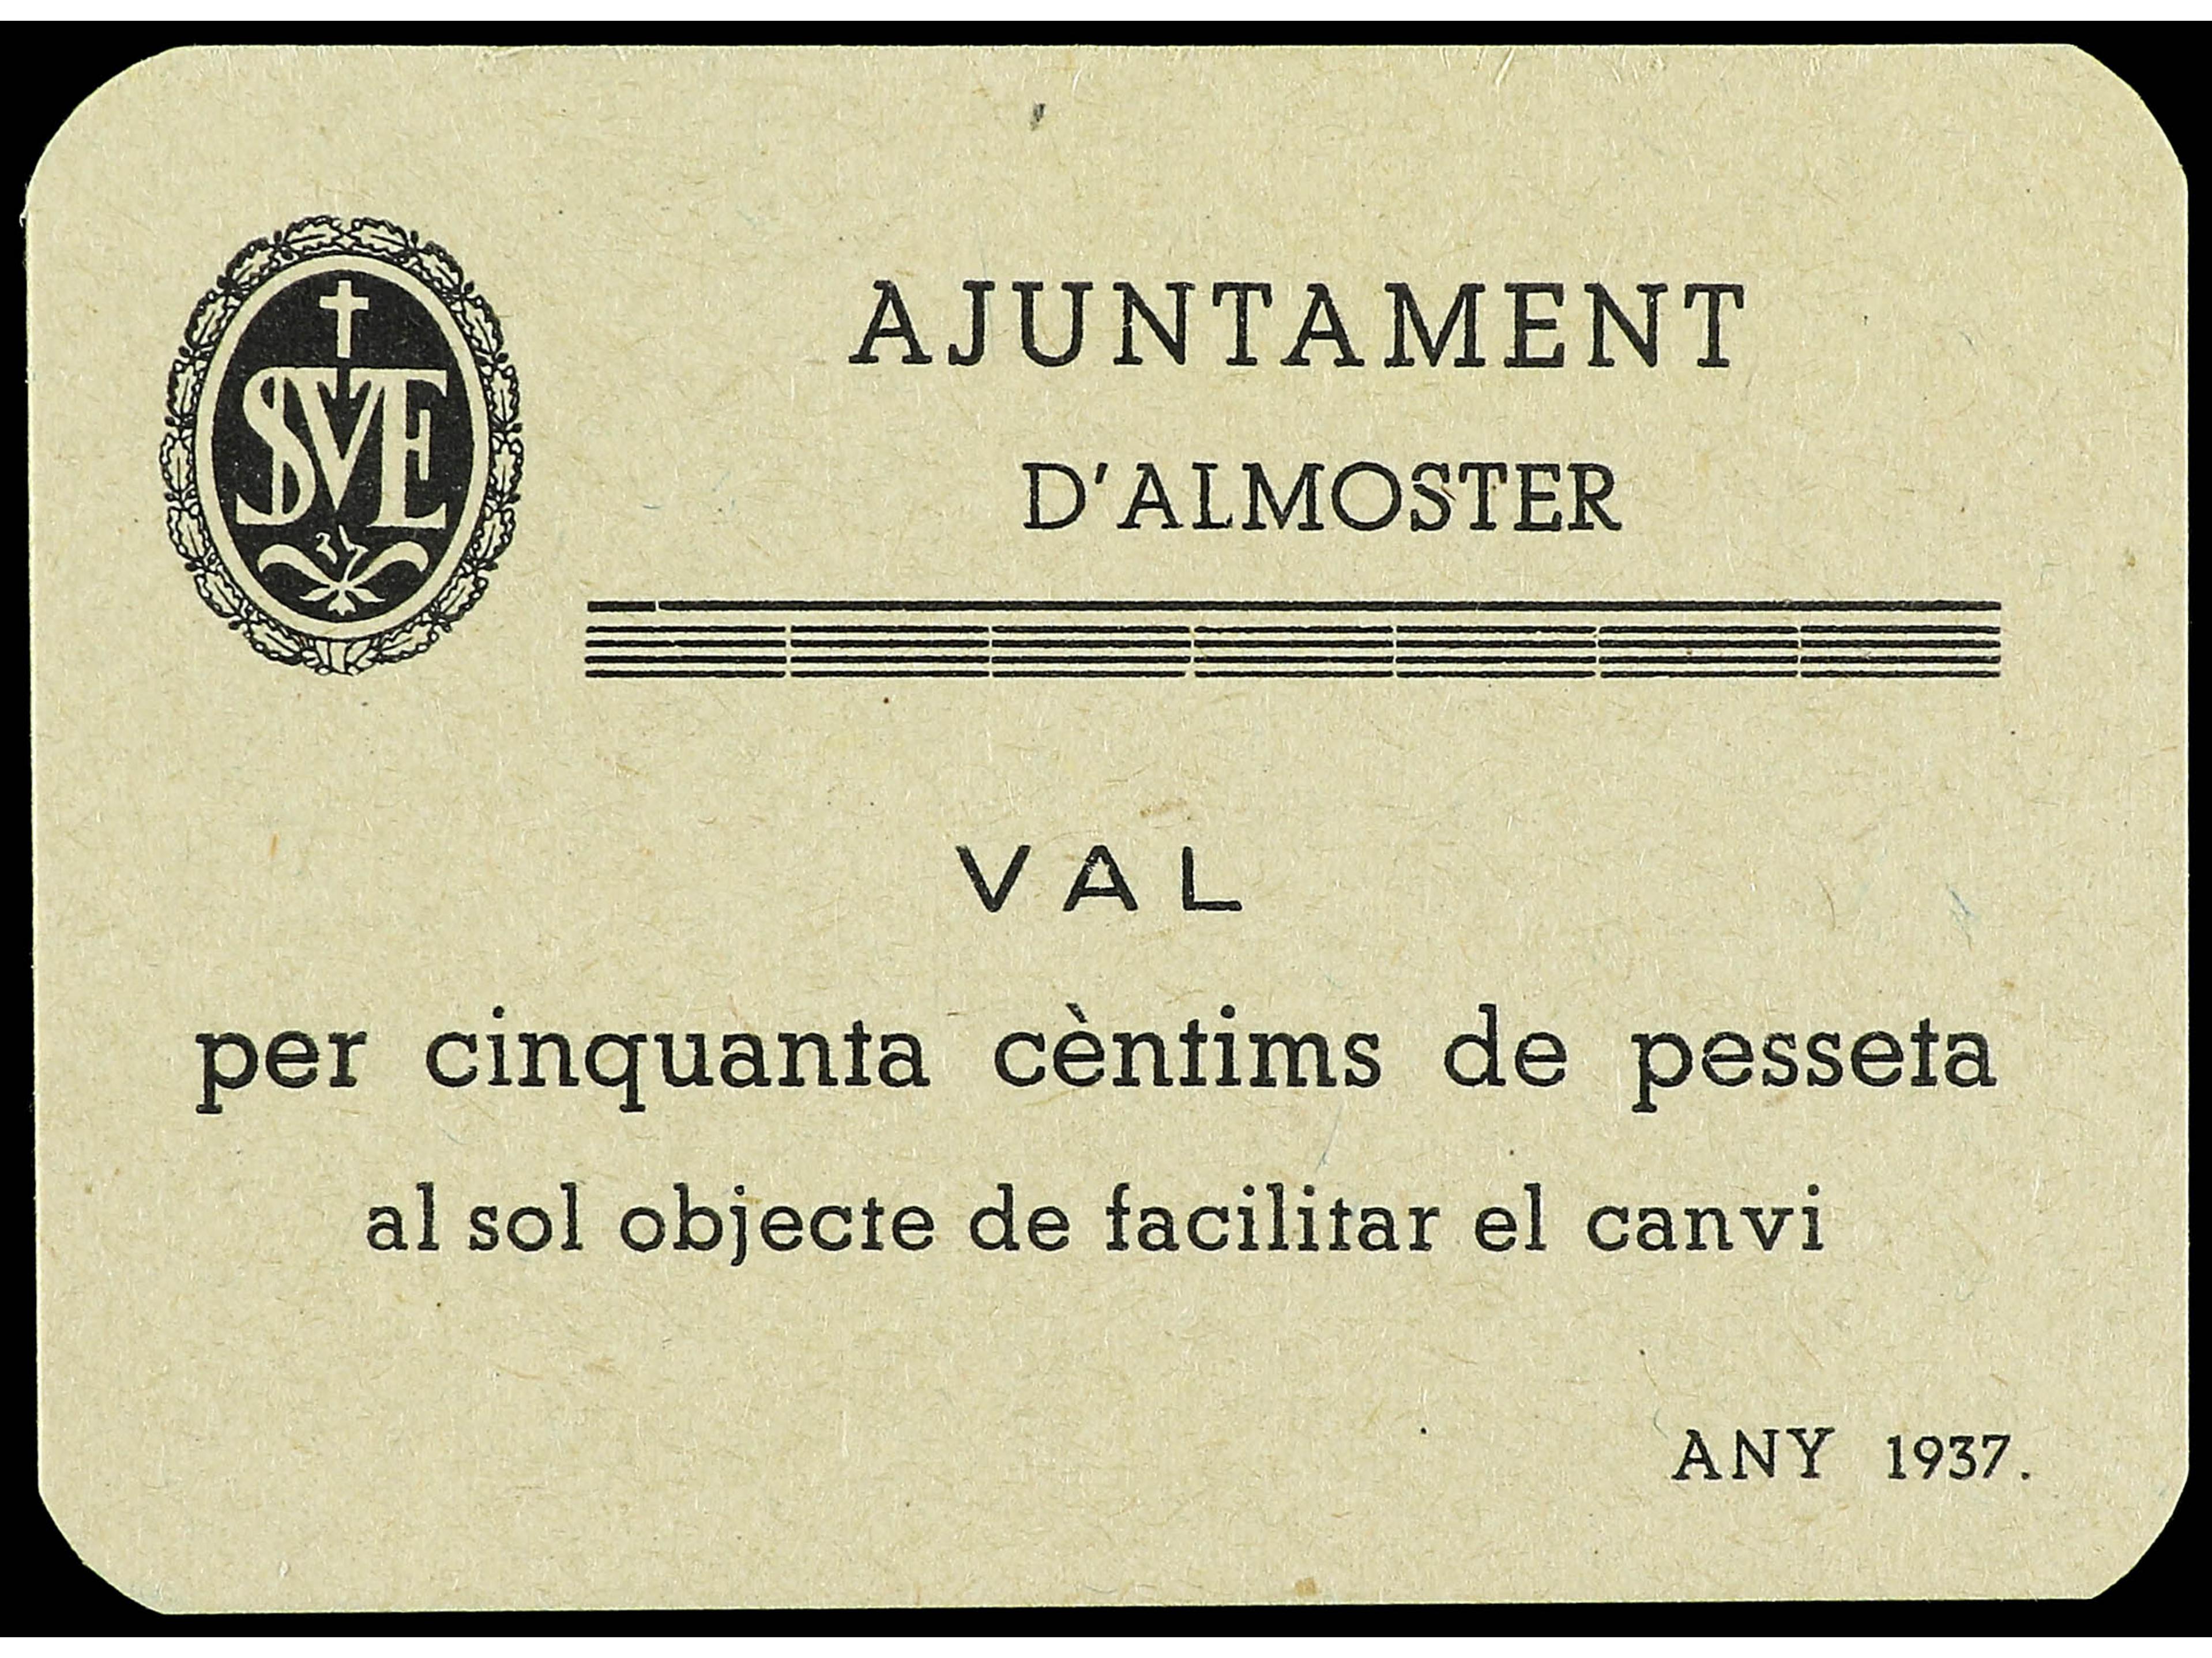 SVE
AJUNTAMENT
D'ALMOSTER
VAL
per cinquanta cèntims de pesseta
al sol objecte de facilitar el canvi
ANY 1937.